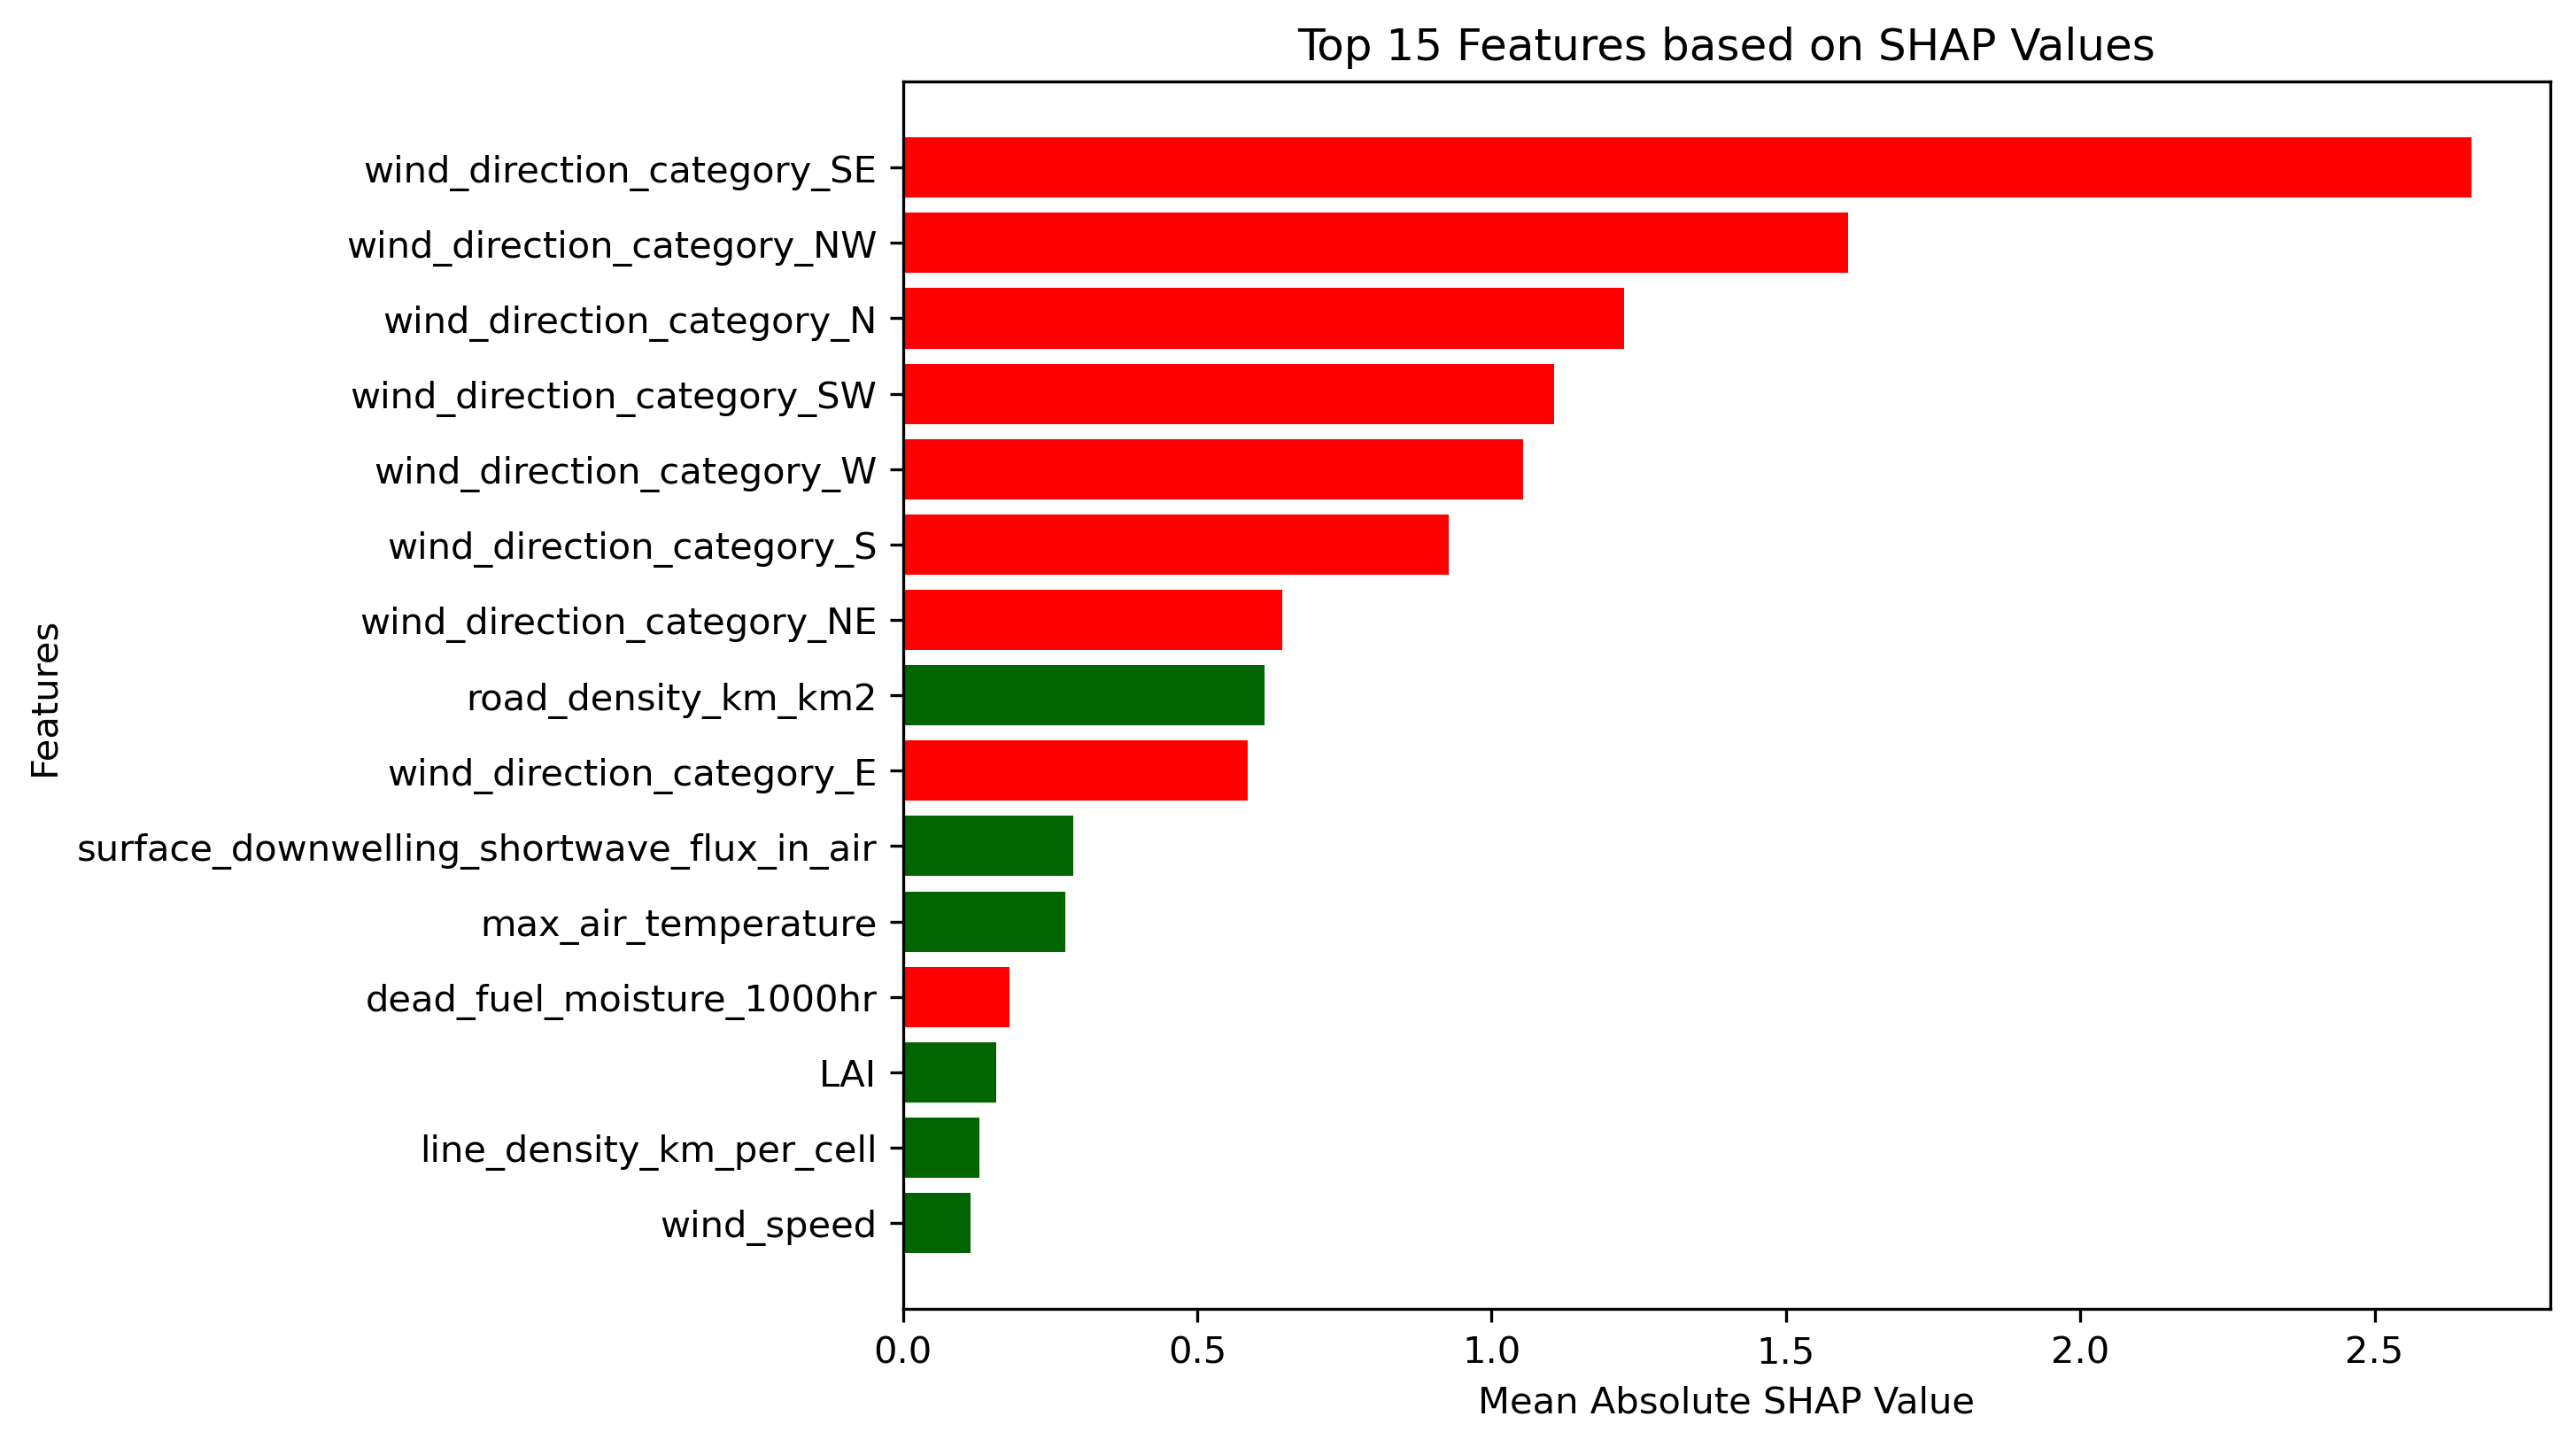 Top 15 Features based on SHAP Values
Features
wind_direction_category_SE
wind_direction_category_NW
wind_direction_category_N
wind_direction_category_SW
wind_direction_category_W
wind_direction_category_S
wind_direction_category_NE
road_density_km_km2
wind_direction_category_E
surface_downwelling_shortwave_flux_in_air
max_air_temperature
dead_fuel_moisture_1000hr
LAI
line_density_km_per_cell
wind_speed
0.0 0.5 1.0 1.5 2.0 2.5
Mean Absolute SHAP Value